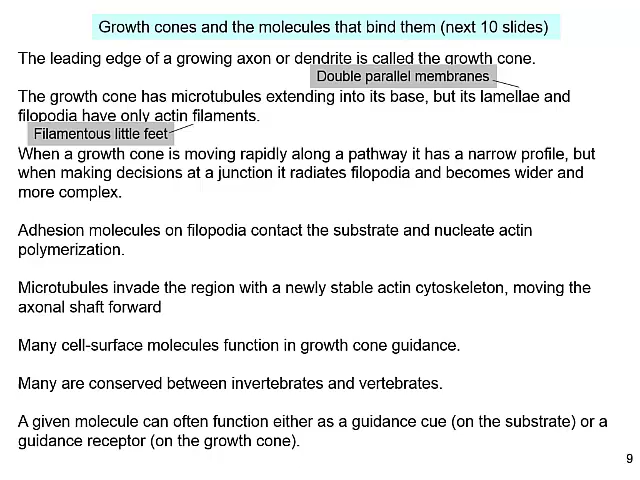 Growth cones and the molecules that bind them (next 10 slides)
The leading edge of a growing axon or dendrite is called the growth cone.
Double parallel membranes
The growth cone has microtubules extending into its base, but its lamellae and
filopodia have only actin filaments.
Filamentous little feet
When a growth cone is moving rapidly along a pathway it has a narrow profile, but
when making decisions at a junction it radiates filopodia and becomes wider and
more complex.
Adhesion molecules on filopodia contact the substrate and nucleate actin
polymerization.
Microtubules invade the region with a newly stable actin cytoskeleton, moving the
axonal shaft forward
Many cell-surface molecules function in growth cone guidance.
Many are conserved between invertebrates and vertebrates.
A given molecule can often function either as a guidance cue (on the substrate) or a
guidance receptor (on the growth cone).
9